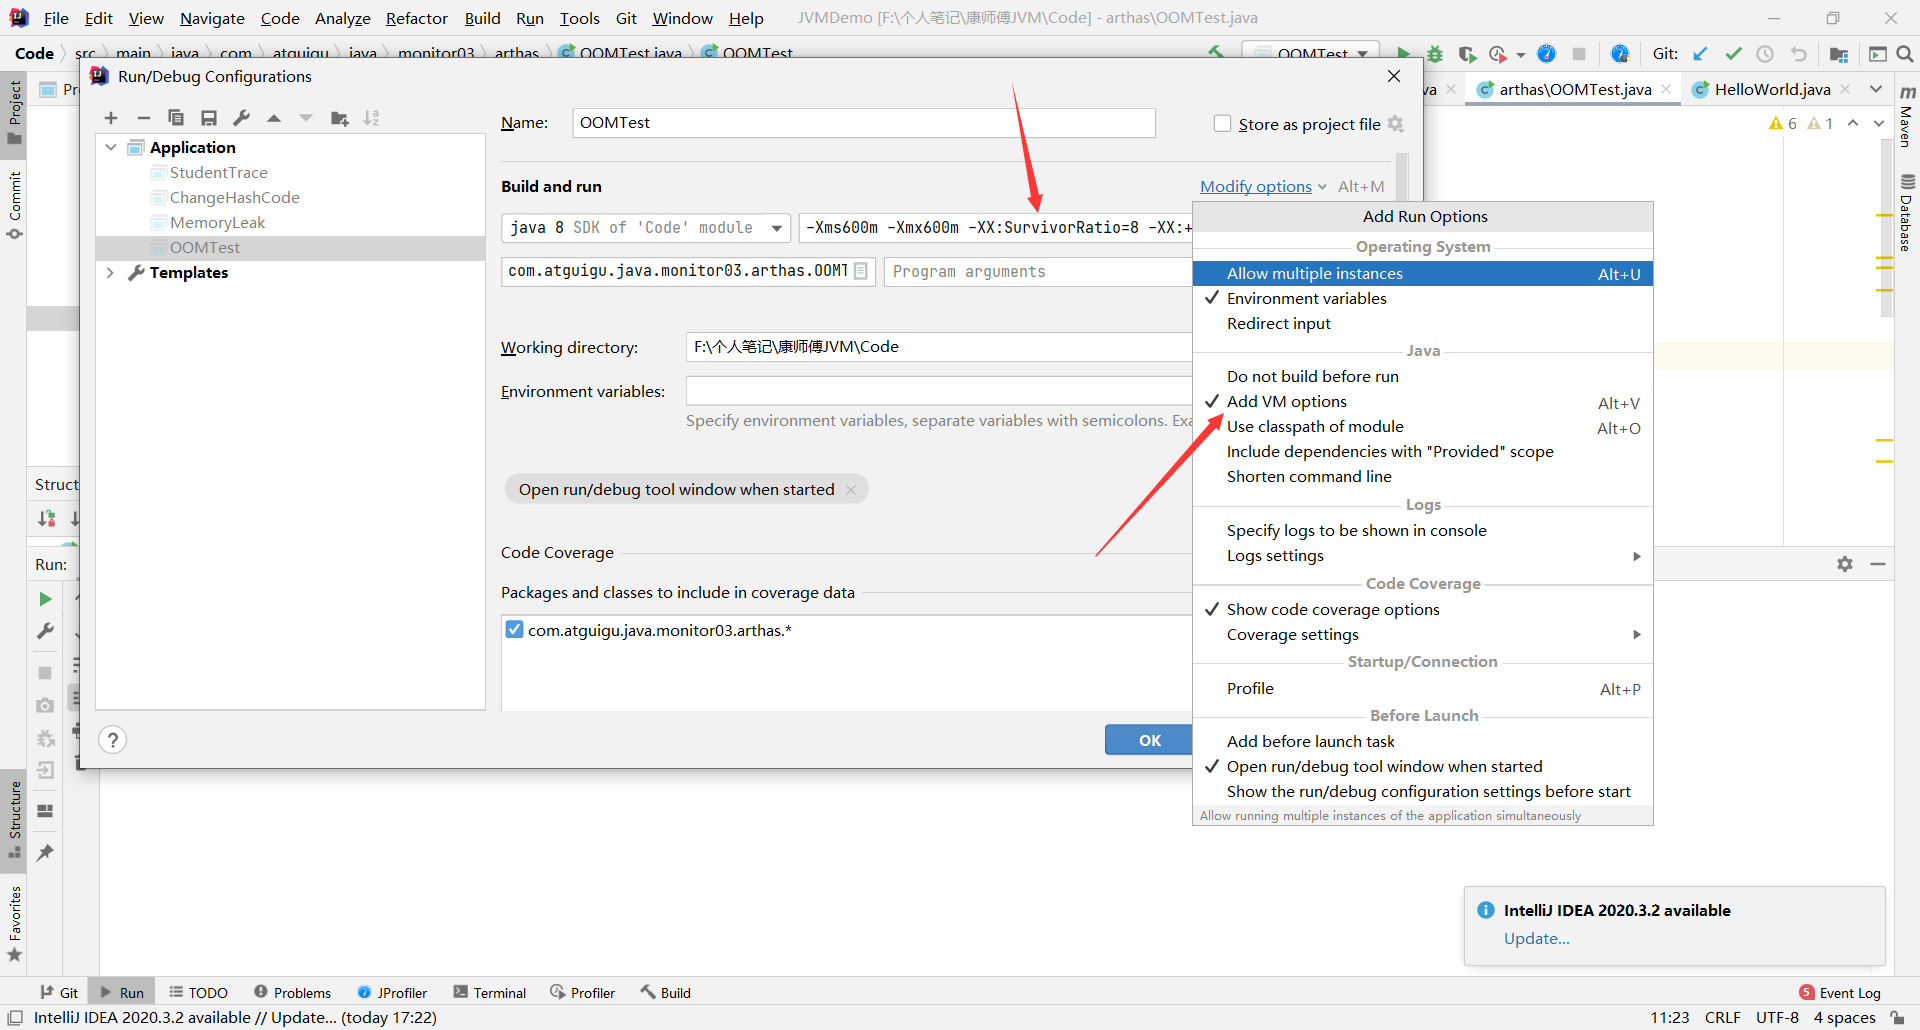 File Edit View Navigate Code Analyze Refactor Build Run Tools Git Window Help JVMDemo [F:\个人笔记\康师傅JVM\Code] - arthas\OOMTest.java
Code src main java com atguigu java monitor03 arthas OOMTest.java OOMTest OOMTest Git:
Run/Debug Configurations
arthas\OOMTest.java HelloWorld.java
6 1
Project
Commit
Structure
Favorites
Maven
Database
Name: OOMTest Store as project file
Application
StudentTrace
ChangeHashCode
MemoryLeak
OOMTest
Templates
Build and run Modify options Alt+M
java 8 SDK of 'Code' module -Xms600m -Xmx600m -XX:SurvivorRatio=8 -XX:+
com.atguigu.java.monitor03.arthas.OOMT Program arguments
Working directory: F:\个人笔记\康师傅JVM\Code
Environment variables:
Specify environment variables, separate variables with semicolons. Exa
Open run/debug tool window when started
Code Coverage
Packages and classes to include in coverage data
com.atguigu.java.monitor03.arthas.*
?
OK
Add Run Options
Operating System
Allow multiple instances Alt+U
Environment variables
Redirect input
Java
Do not build before run
Add VM options Alt+V
Use classpath of module Alt+O
Include dependencies with "Provided" scope
Shorten command line
Logs
Specify logs to be shown in console
Logs settings
Code Coverage
Show code coverage options
Coverage settings
Startup/Connection
Profile Alt+P
Before Launch
Add before launch task
Open run/debug tool window when started
Show the run/debug configuration settings before start
Allow running multiple instances of the application simultaneously
Struct
Run:
IntelliJ IDEA 2020.3.2 available
Update...
Git Run TODO Problems JProfiler Terminal Profiler Build 5 Event Log
IntelliJ IDEA 2020.3.2 available // Update... (today 17:22) 11:23 CRLF UTF-8 4 spaces